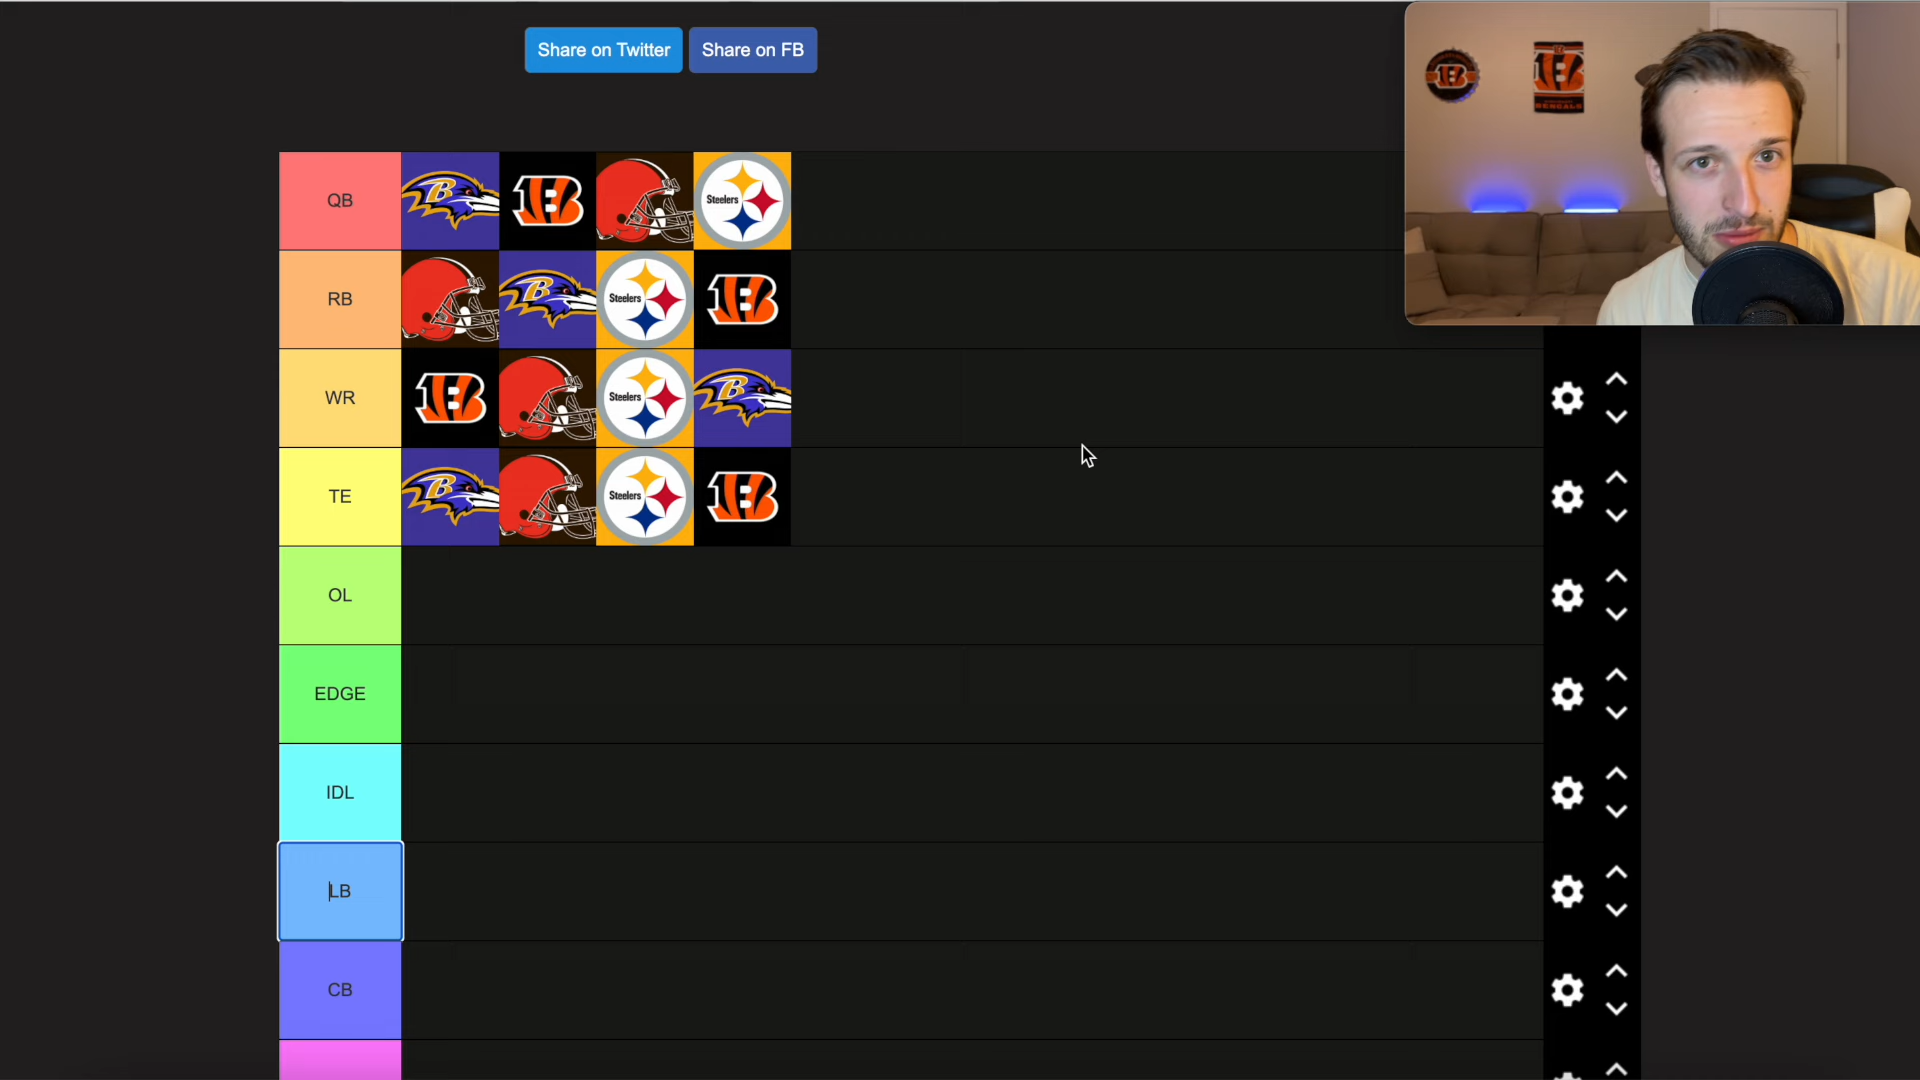 Share on Twitter Share on FB
BENGALS
QB Steelers
RB Steelers
WR Steelers
TE Steelers
OL
EDGE
IDL
LB
CB